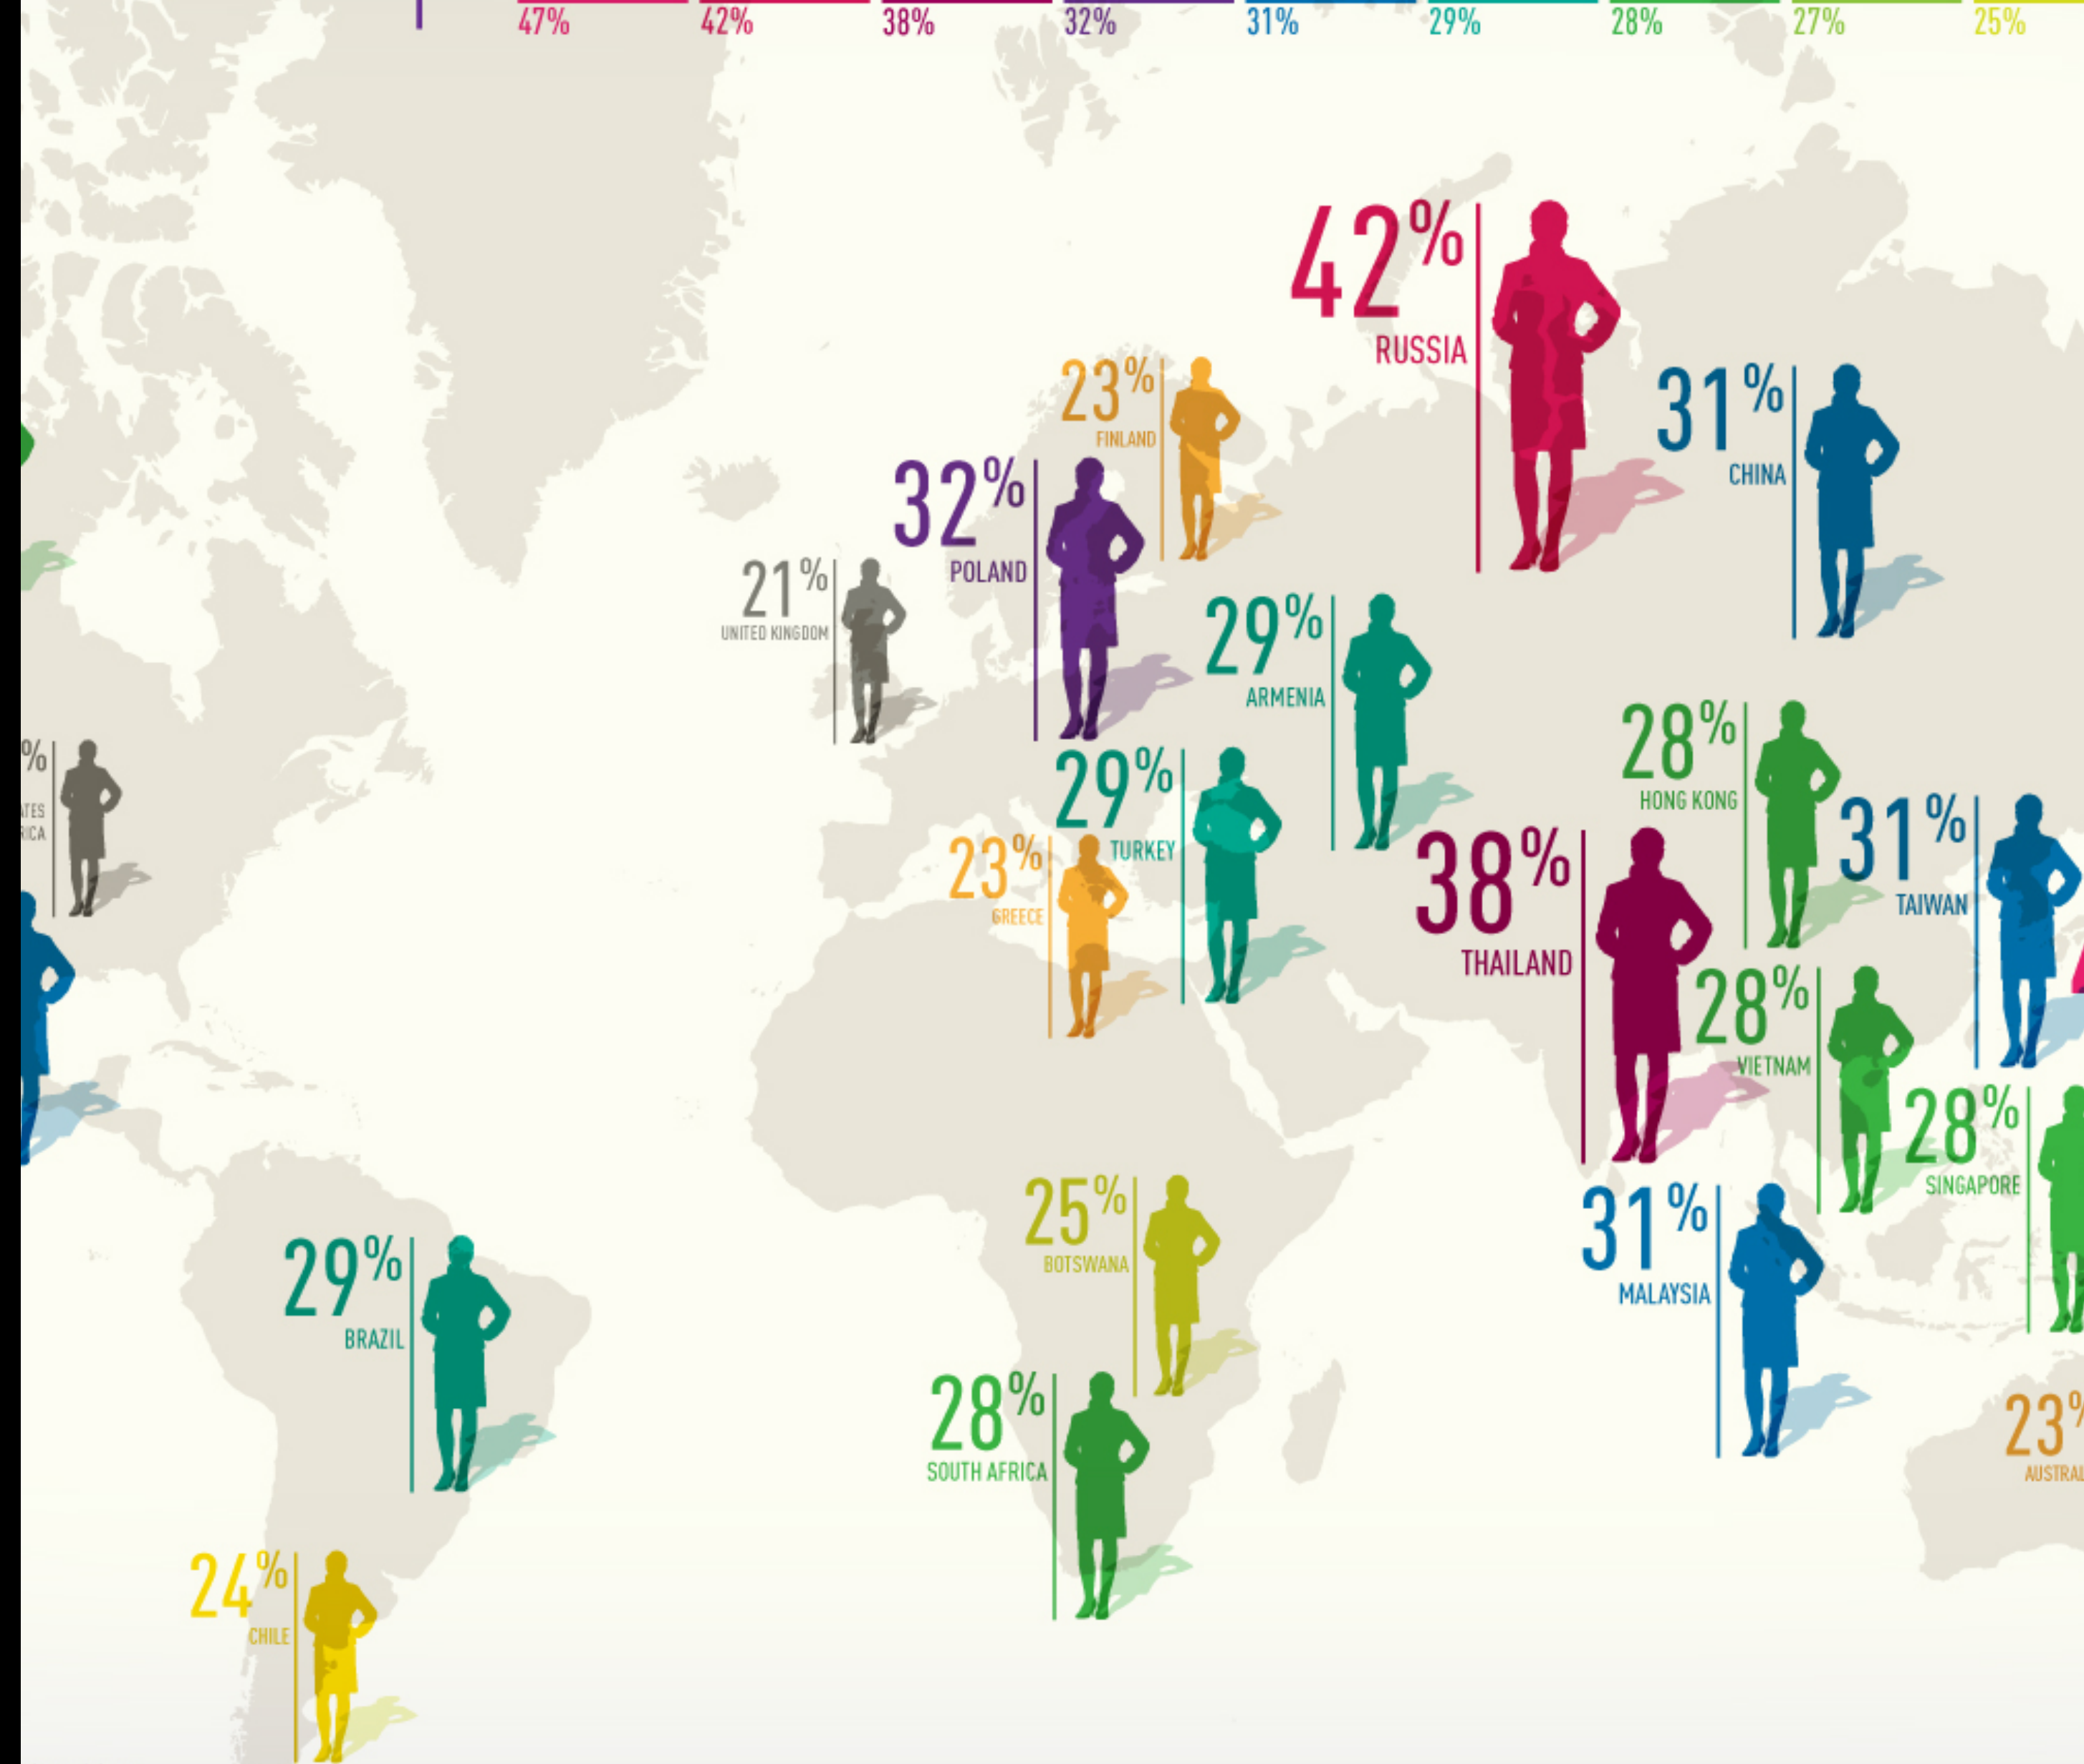 47%
42%
38%
32%
31%
29%
28%
27%
25%
42%
RUSSIA
23%
FINLAND
31%
CHINA
32%
POLAND
21%
UNITED KINGDOM
29%
ARMENIA
28%
HONG KONG
%
29%
TURKEY
31%
TAIWAN
23%
GREECE
38%
THAILAND
28%
VIETNAM
28%
SINGAPORE
25%
BOTSWANA
31%
MALAYSIA
29%
BRAZIL
28%
SOUTH AFRICA
23%
AUSTRAL
24%
CHILE